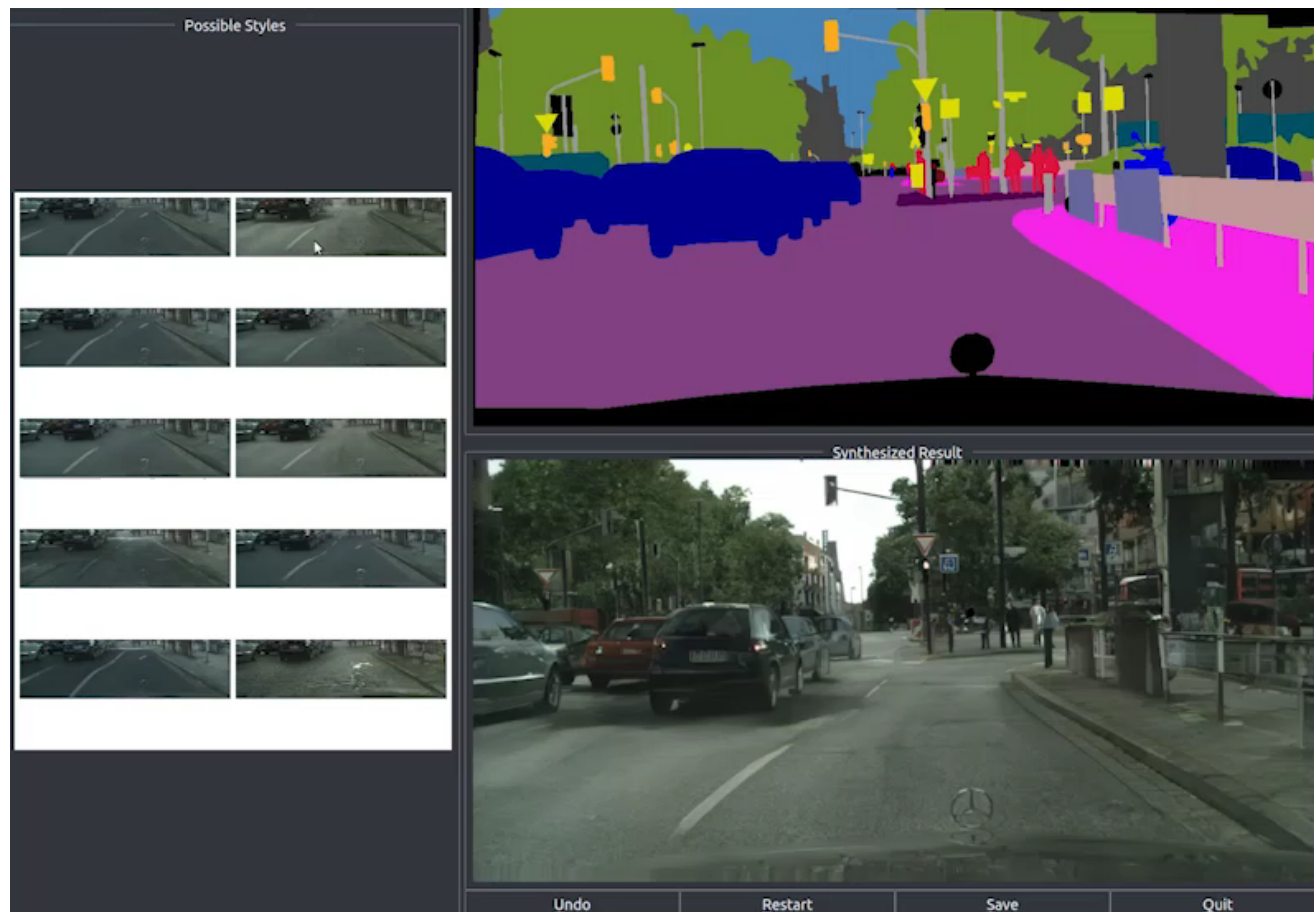 Possible Styles
Synthesized Result
Undo
Restart
Save
Quit